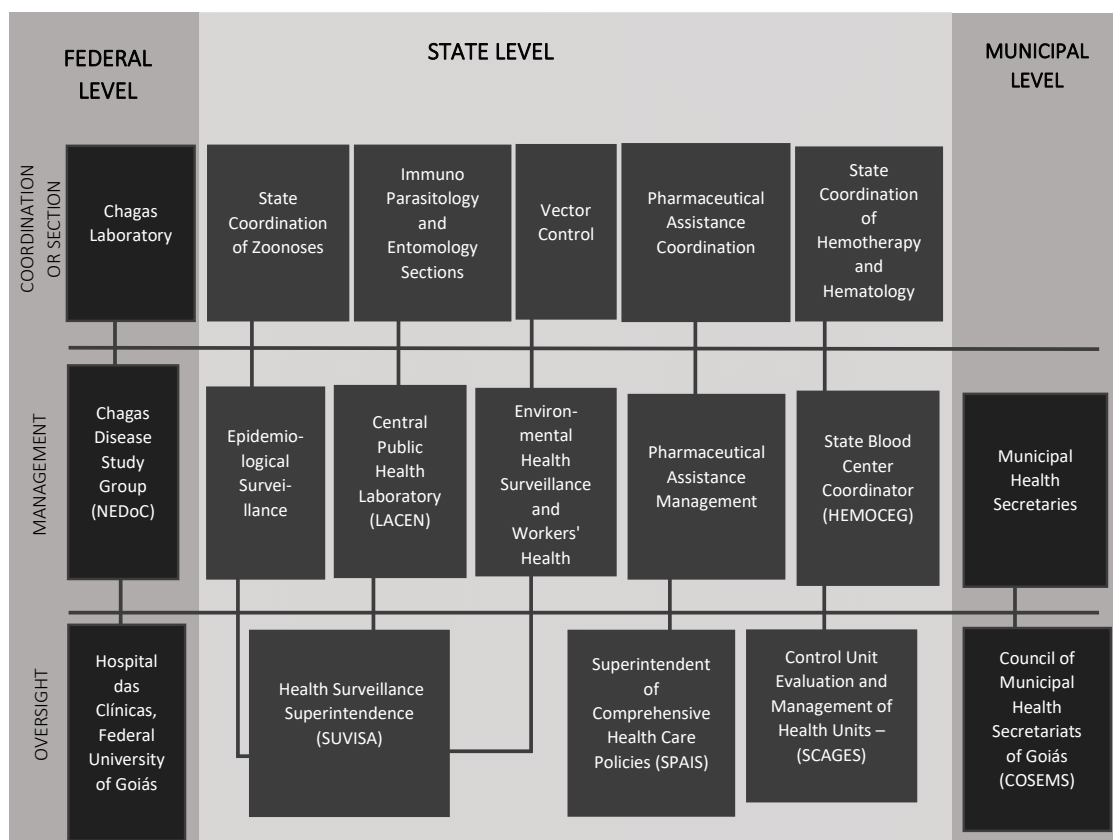 FEDERAL
LEVEL
STATE LEVEL
MUNICIPAL
LEVEL
COORDINATION
OR SECTION
Chagas
Laboratory
State
Coordination
of Zoonoses
Immuno
Parasitology
and
Entomology
Sections
Vector
Control
Pharmaceutical
Assistance
Coordination
State
Coordination
of
Hemotherapy
and
Hematology
MANAGEMENT
Chagas
Disease
Study
Group
(NEDoC)
Epidemio-
ological
Survei-
llance
Central
Public
Health
Laboratory
(LACEN)
Environ-
mental
Health
Surveillance
and
Workers'
Health
Pharmaceutical
Assistance
Management
State Blood
Center
Coordinator
(HEMOCEG)
Municipal
Health
Secretaries
OVERSIGHT
Hospital
das
Clínicas,
Federal
University
of Goiás
Health Surveillance
Superintendence
(SUVISA)
Superintendent
of
Comprehensive
Health Care
Policies (SPAIS)
Control Unit
Evaluation and
Management of
Health Units –
(SCAGES)
Council of
Municipal
Health
Secretariats
of Goiás
(COSEMS)